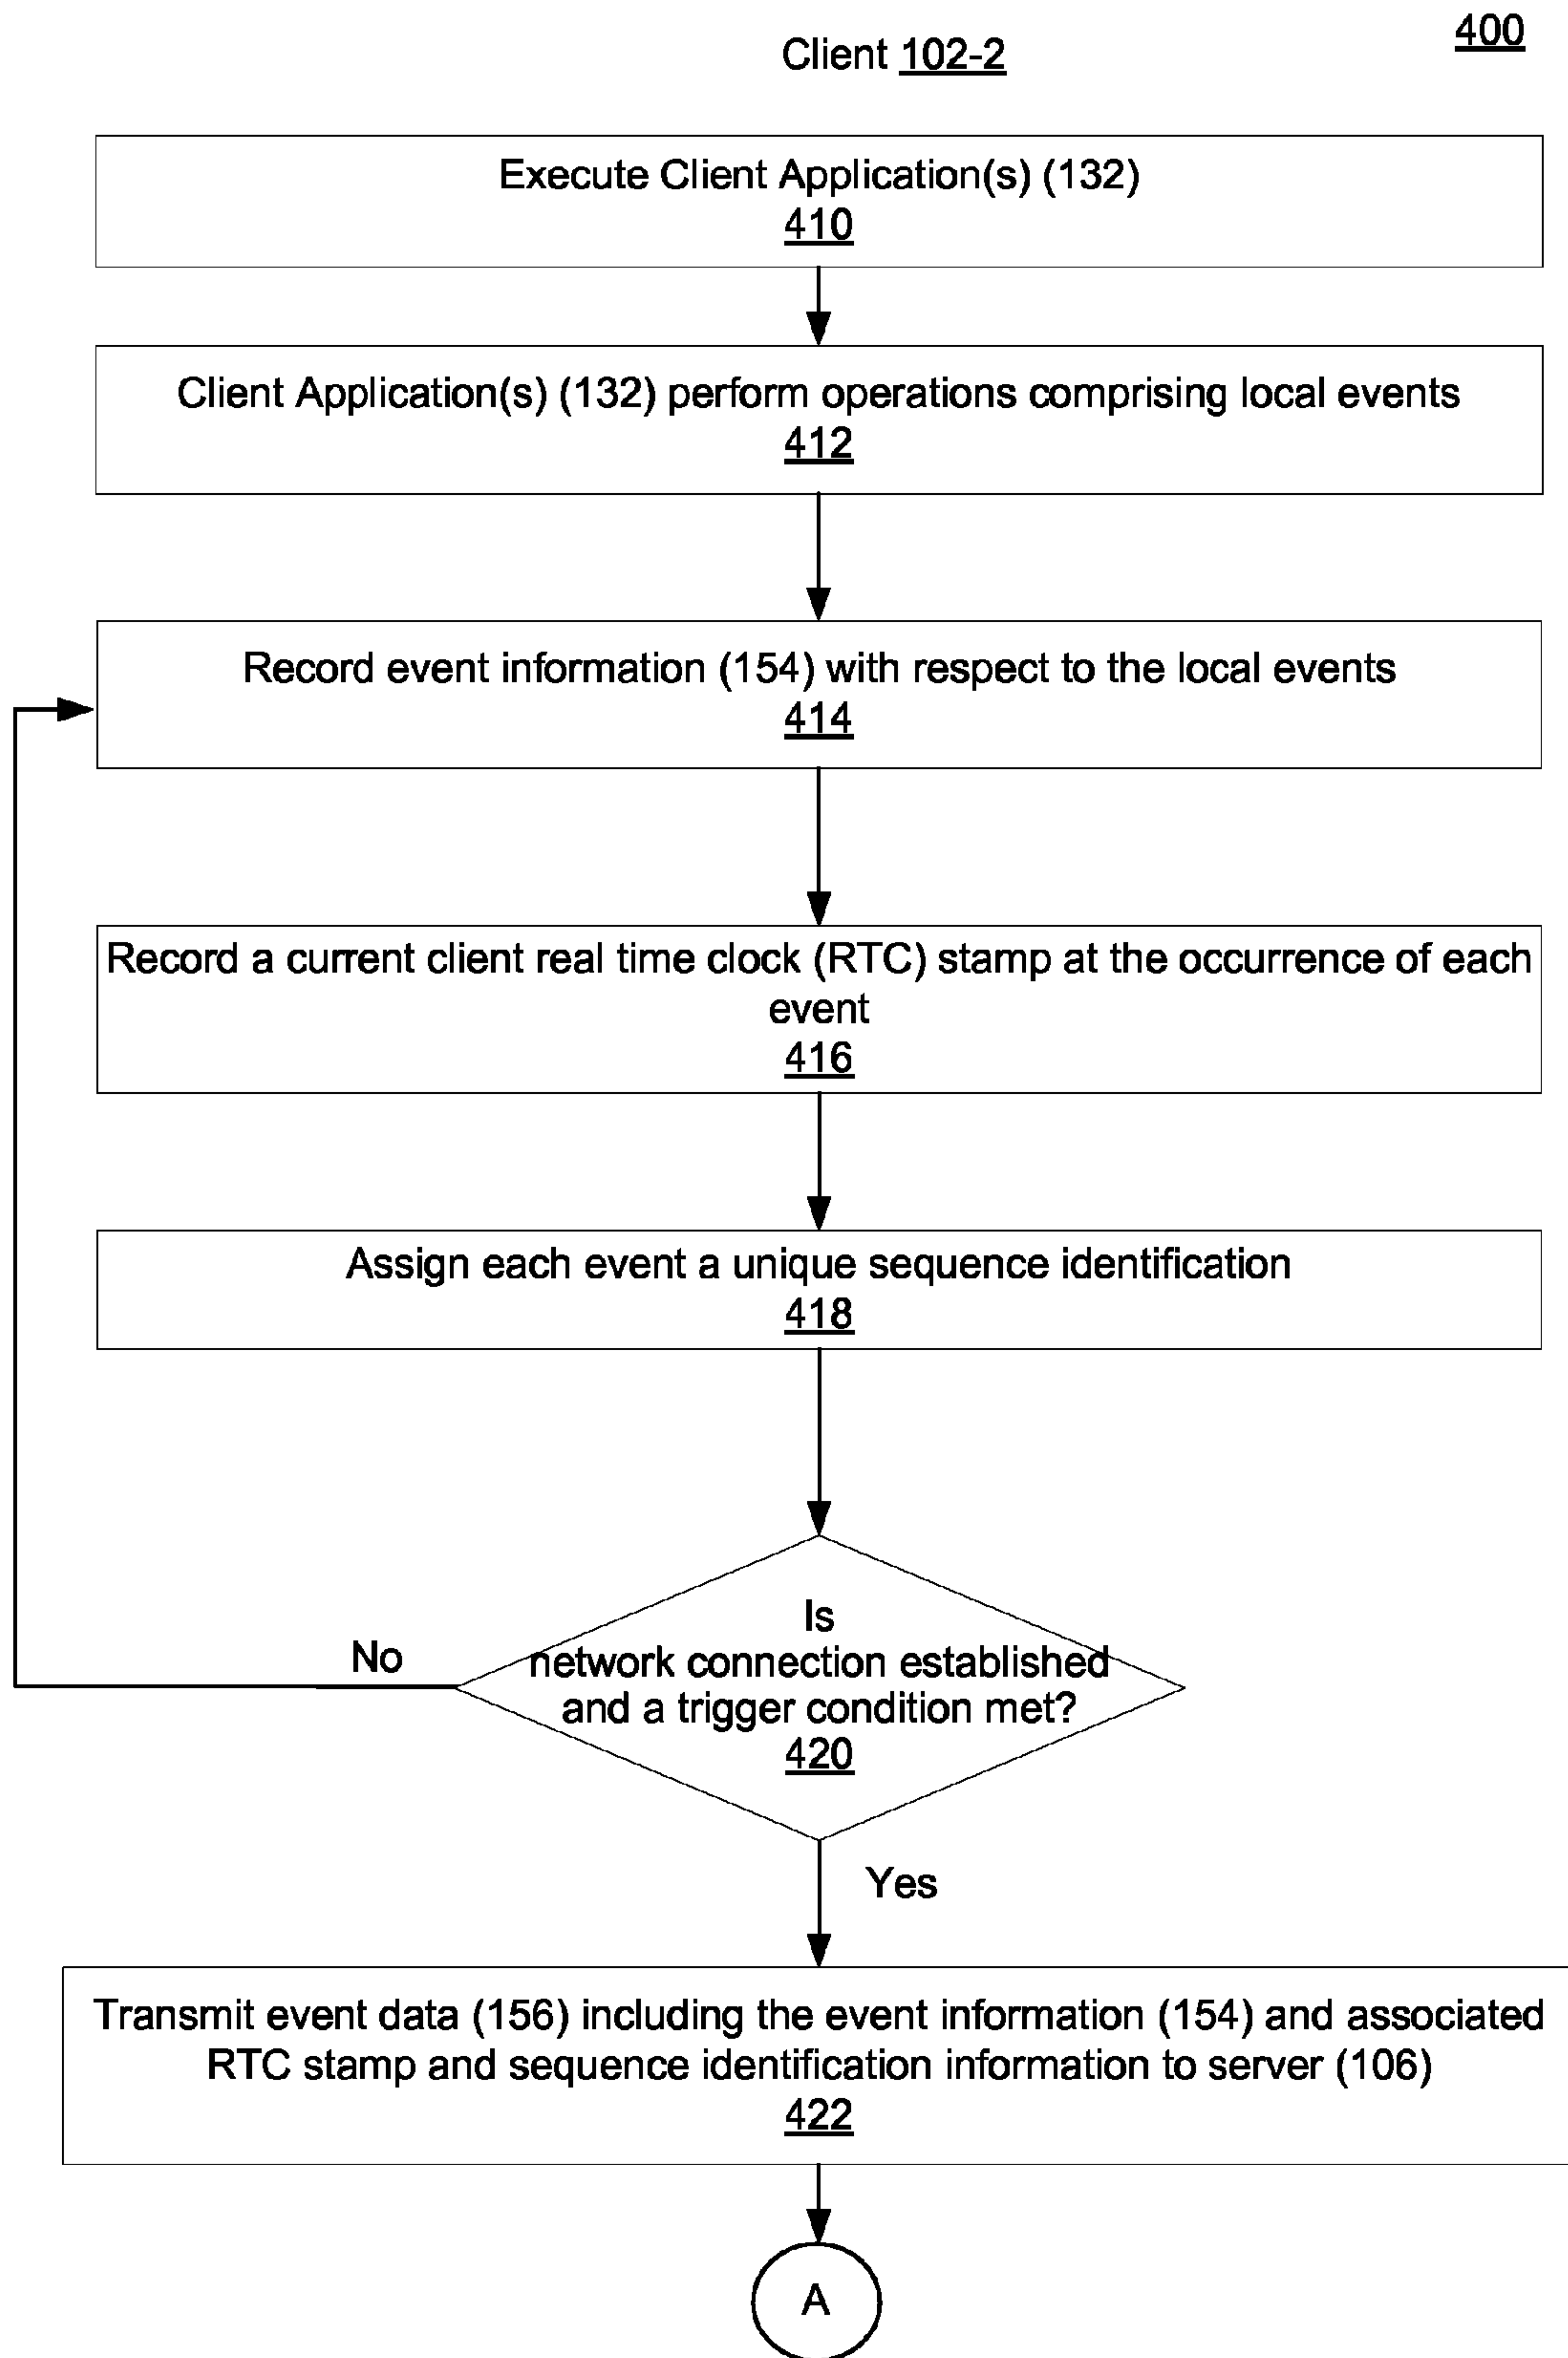 400
Client 102-2
Execute Client Application(s) (132)
410
Client Application(s) (132) perform operations comprising local events
412
Record event information (154) with respect to the local events
414
Record a current client real time clock (RTC) stamp at the occurrence of each
event
416
Assign each event a unique sequence identification
418
Is
network connection established
and a trigger condition met?
420
No
Yes
Transmit event data (156) including the event information (154) and associated
RTC stamp and sequence identification information to server (106)
422
A